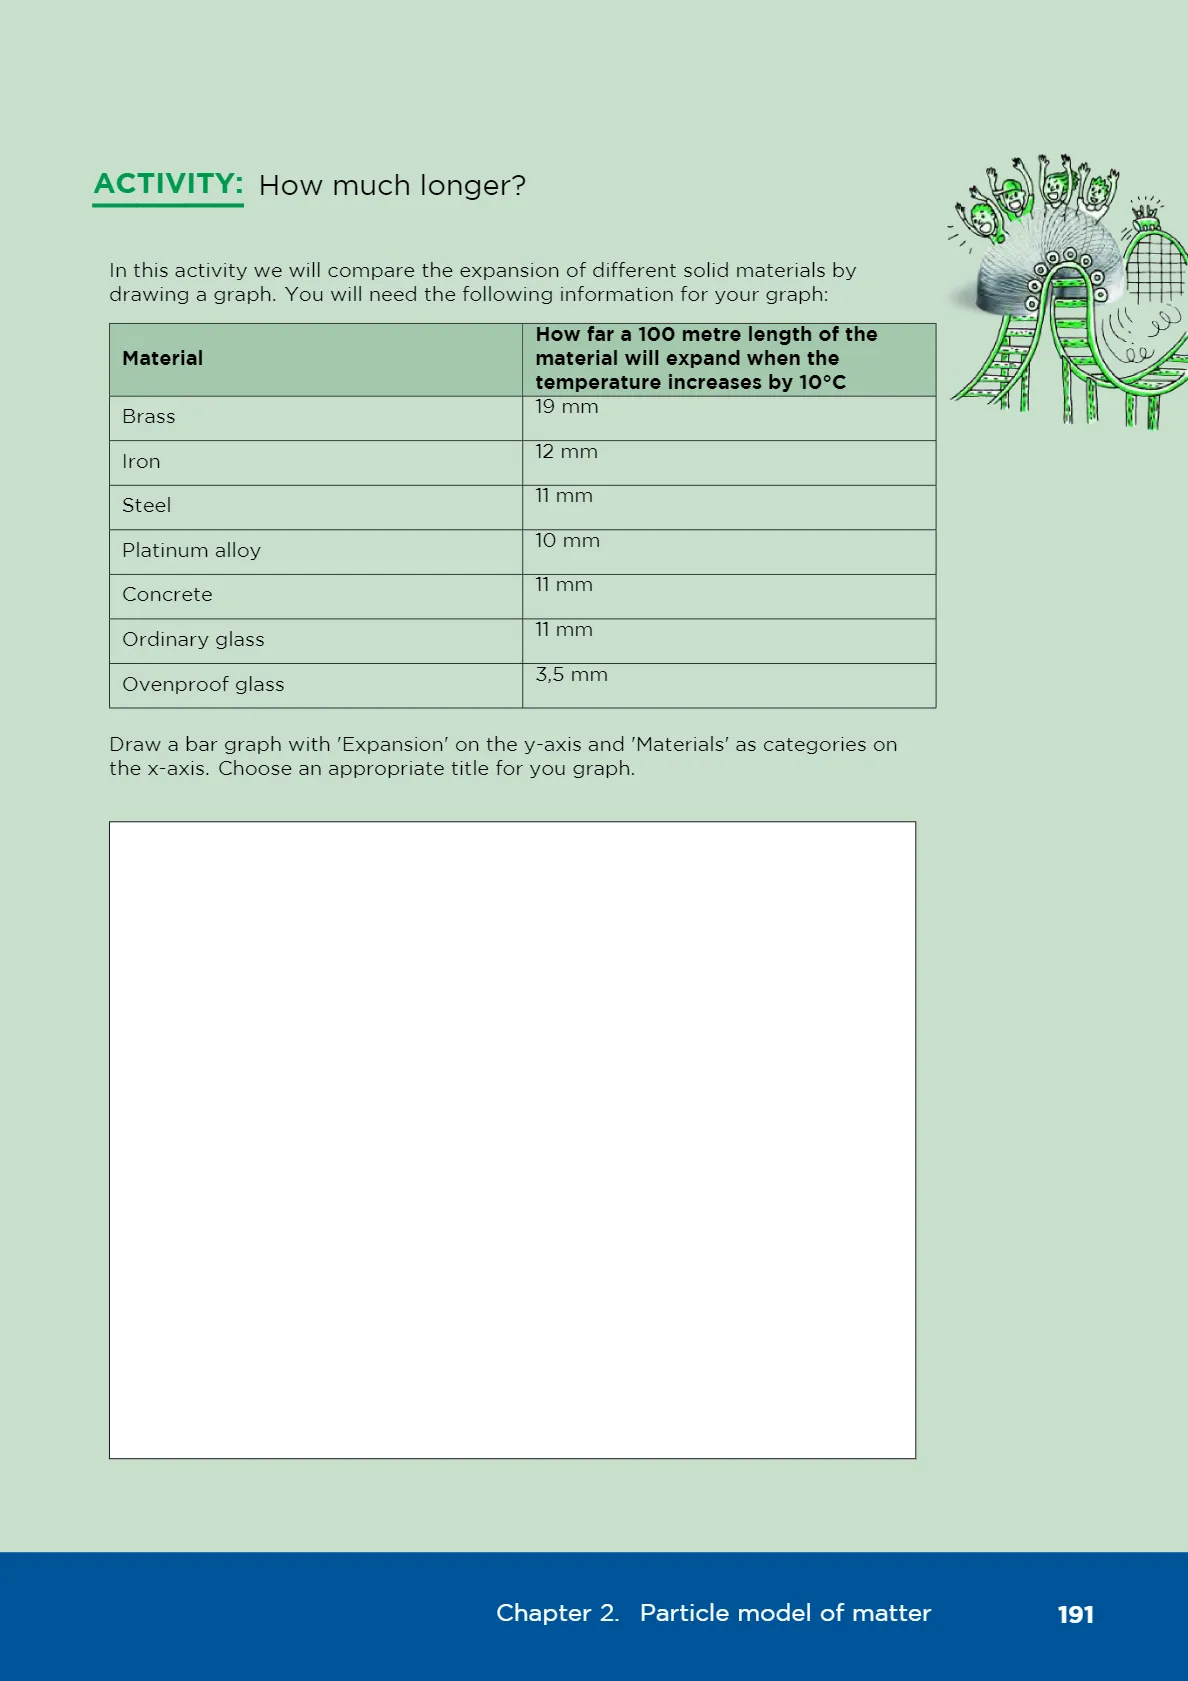 ACTIVITY: How much longer?
In this activity we will compare the expansion of different solid materials by
drawing a graph. You will need the following information for your graph:
Material
How far a 100 metre length of the
material will expand when the
temperature increases by 10°C
Brass
19 mm
Iron
12 mm
Steel
11 mm
Platinum alloy
10 mm
Concrete
11 mm
Ordinary glass
11 mm
Ovenproof glass
3,5 mm
Draw a bar graph with 'Expansion' on the y-axis and 'Materials' as categories on
the x-axis. Choose an appropriate title for you graph.
Chapter 2. Particle model of matter 191